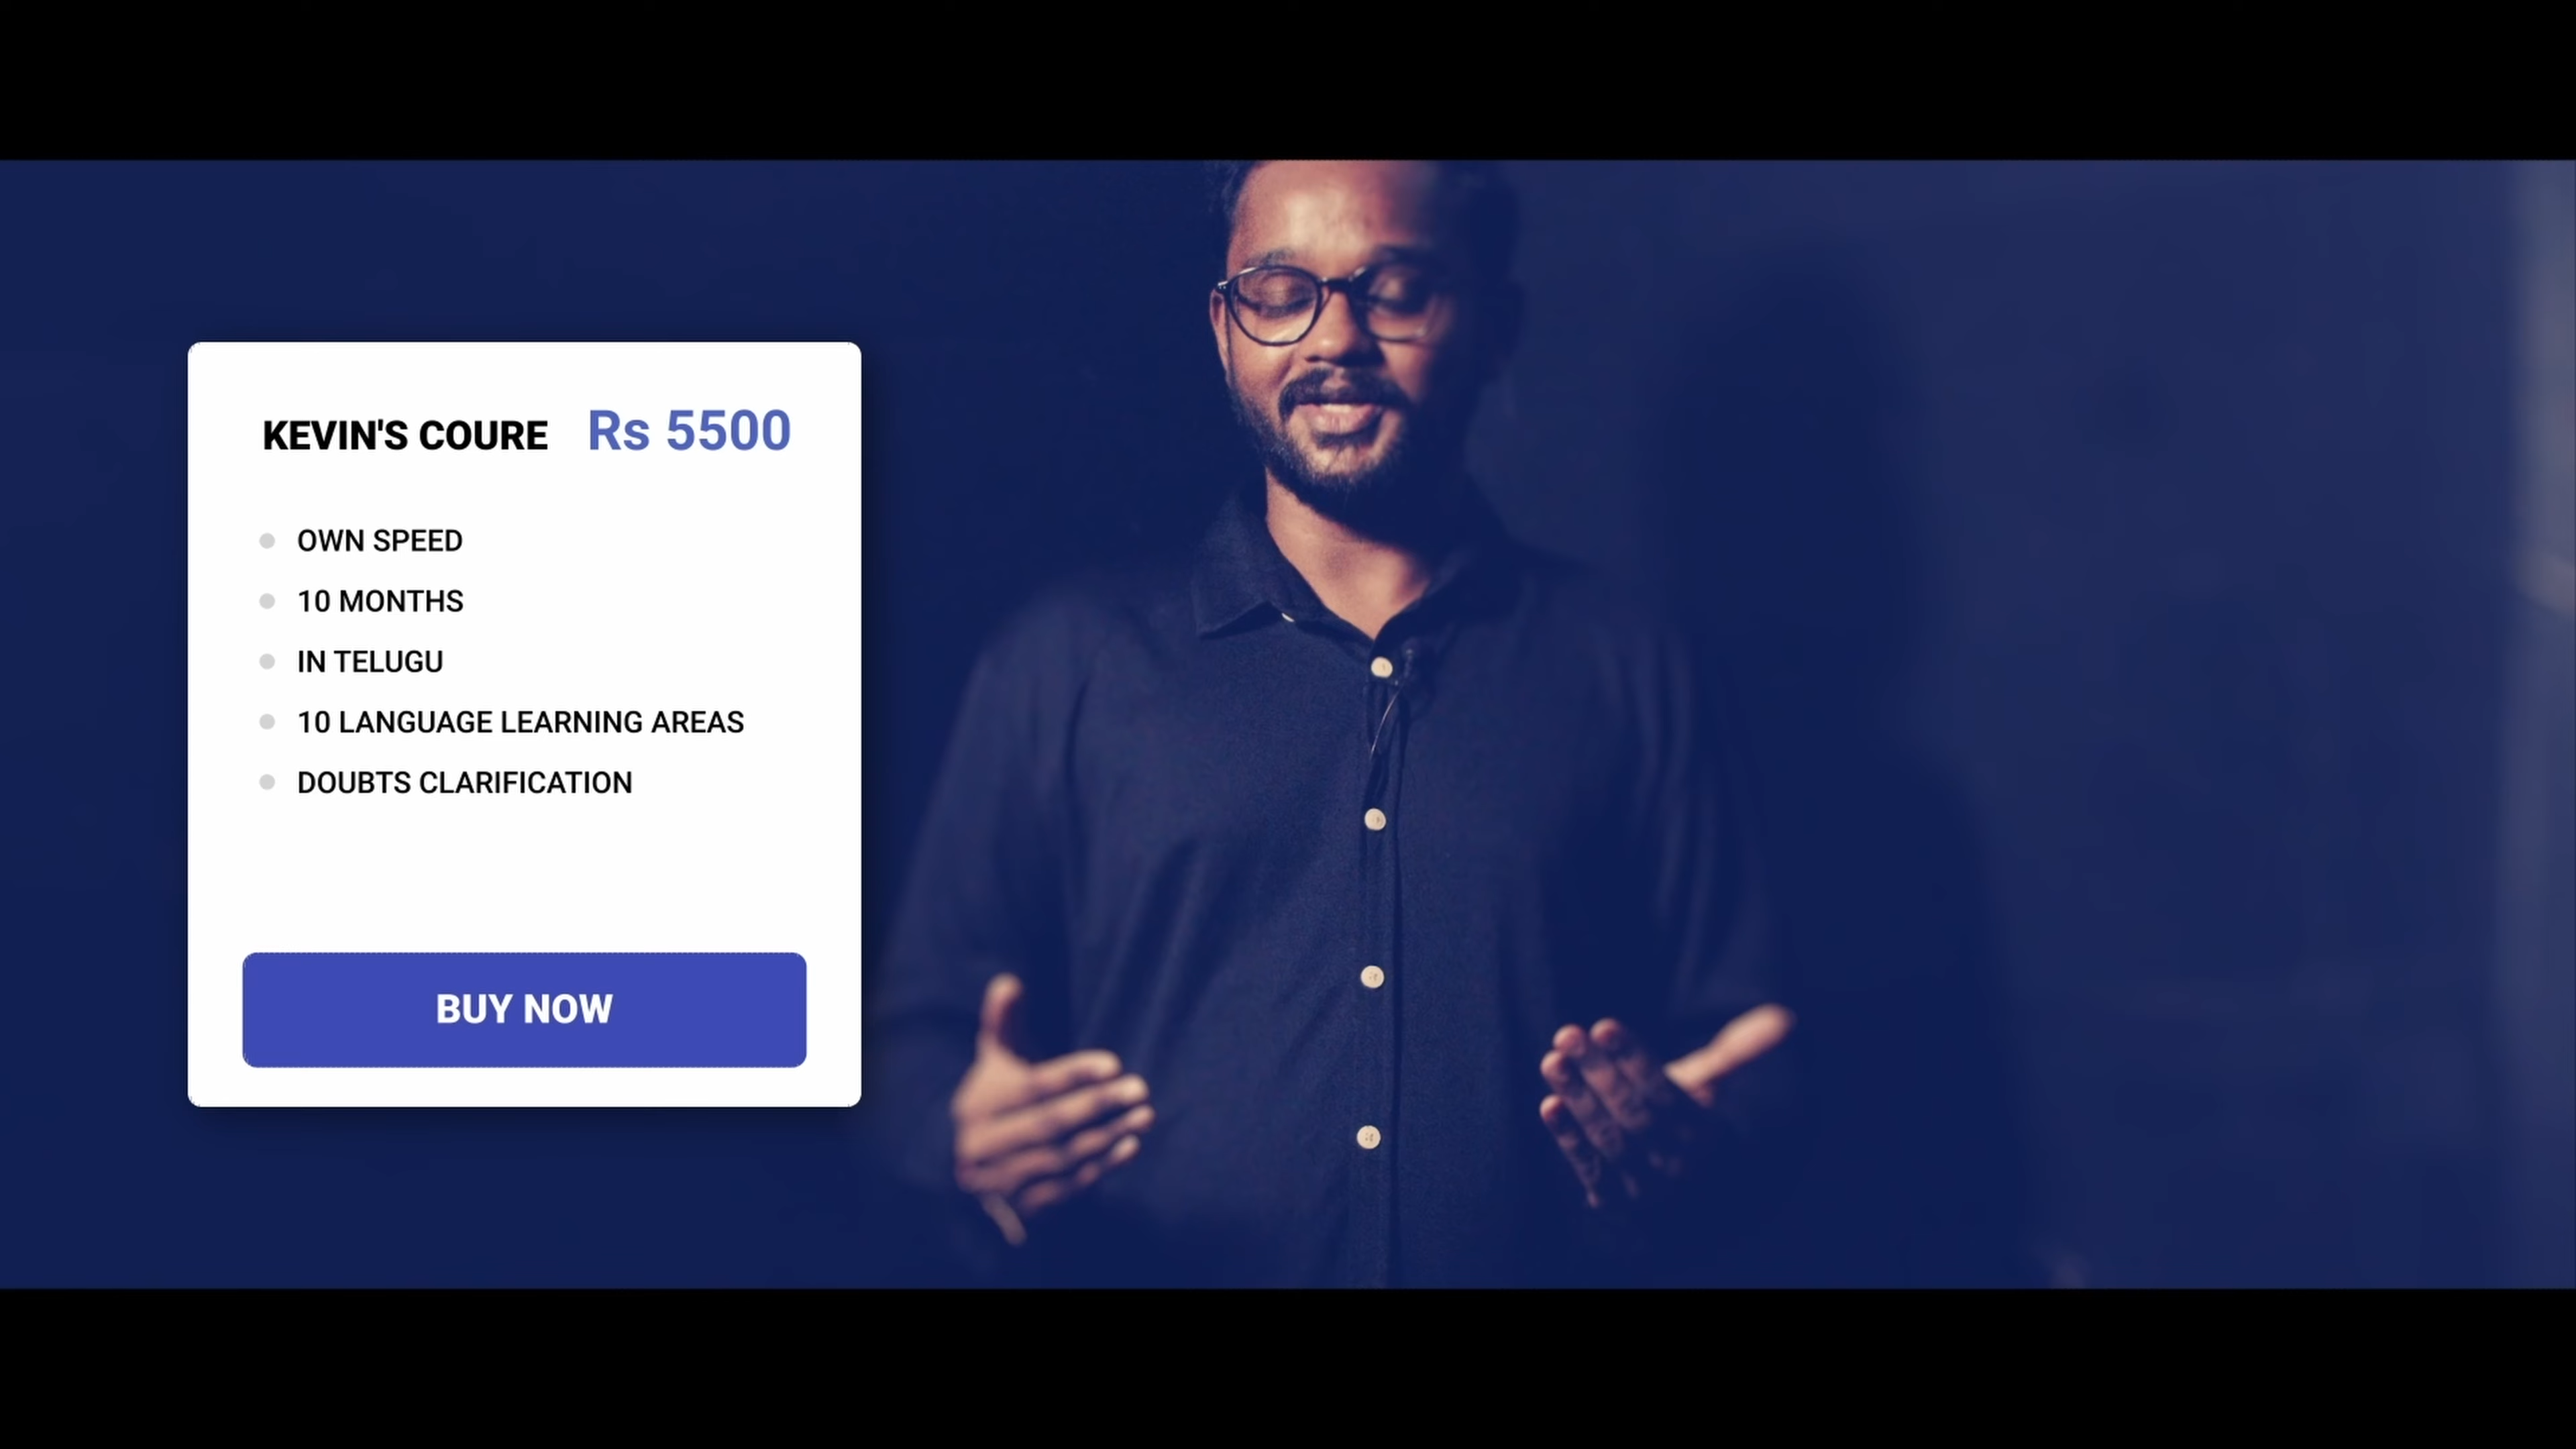 KEVIN'S COURE Rs 5500
OWN SPEED
10 MONTHS
IN TELUGU
10 LANGUAGE LEARNING AREAS
DOUBTS CLARIFICATION
BUY NOW